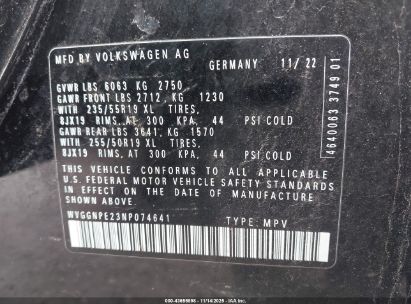 MFD BY VOLKSWAGEN AG
GERMANY 11/22
GVWR LBS 6063 KG 2750
GAWR FRONT LBS 2712, KG 1230
WITH 235/55R19 XL TIRES,
8JX19 RIMS, AT 300 KPA, 44 PSI COLD
GAWR REAR LBS 3641, KG 1570
WITH 255/50R19 XL TIRES,
8JX19 RIMS, AT 300 KPA, 44 PSI COLD
THIS VEHICLE CONFORMS TO ALL APPLICABLE
U.S. FEDERAL MOTOR VEHICLE SAFETY STANDARDS
IN EFFECT ON THE DATE OF MANUFACTURE
SHOWN ABOVE.
WVGGNPE23NP074641 TYPE: MPV
4640063 3749 01